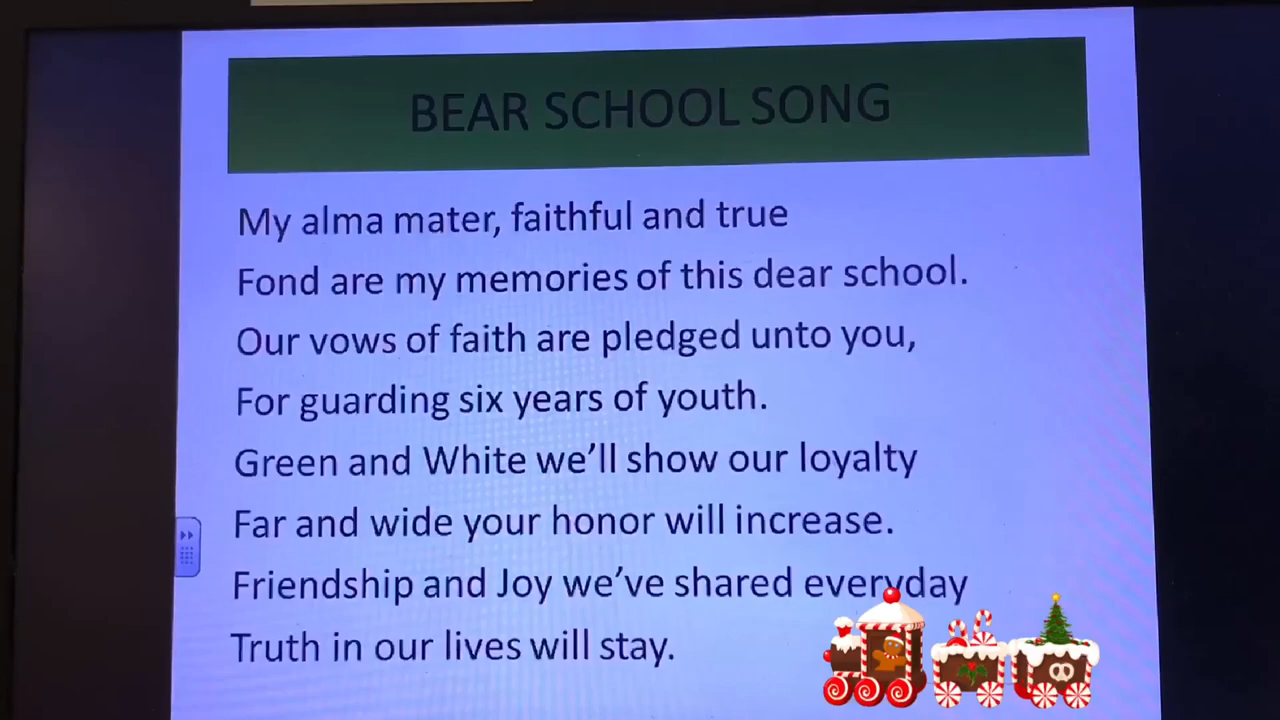 BEAR SCHOOL SONG
My alma mater, faithful and true
Fond are my memories of this dear school.
Our vows of faith are pledged unto you,
For guarding six years of youth.
Green and White we’ll show our loyalty
Far and wide your honor will increase.
Friendship and Joy we’ve shared everyday
Truth in our lives will stay.